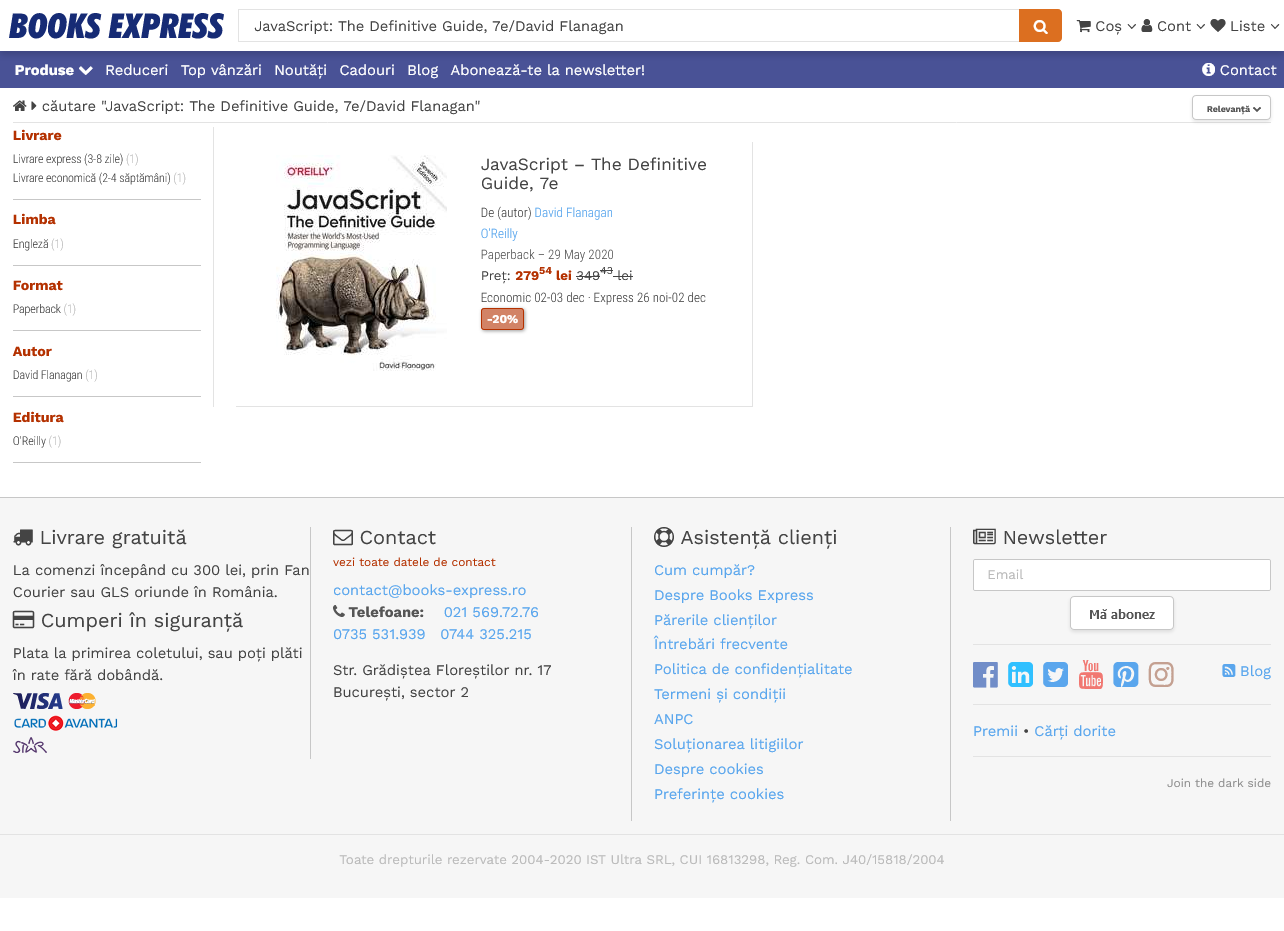 BOOKS EXPRESS
JavaScript: The Definitive Guide, 7e/David Flanagan
Coș
Cont
Liste
Produse
Reduceri
Top vânzări
Noutăți
Cadouri
Blog
Abonează-te la newsletter!
Contact
căutare "JavaScript: The Definitive Guide, 7e/David Flanagan"
Relevanță
Livrare
Livrare express (3-8 zile) (1)
Livrare economică (2-4 săptămâni) (1)
Limba
Engleză (1)
Format
Paperback (1)
Autor
David Flanagan (1)
Editura
O'Reilly (1)
O'REILLY
Seventh
Edition
JavaScript
The Definitive Guide
Master the World's Most-Used
Programming Language
David Flanagan
JavaScript – The Definitive
Guide, 7e
De (autor) David Flanagan
O'Reilly
Paperback – 29 May 2020
Preț: 279 54 lei 349 43 lei
Economic 02-03 dec · Express 26 noi-02 dec
-20%
Livrare gratuită
La comenzi începând cu 300 lei, prin Fan
Courier sau GLS oriunde în România.
Cumperi în siguranță
Plata la primirea coletului, sau poți plăti
în rate fără dobândă.
VISA MasterCard
CARD AVANTAJ
STAR
Contact
vezi toate datele de contact
contact@books-express.ro
Telefoane: 021 569.72.76
0735 531.939 0744 325.215
Str. Grădiștea Floreștilor nr. 17
București, sector 2
Asistență clienți
Cum cumpăr?
Despre Books Express
Părerile clienților
Întrebări frecvente
Politica de confidențialitate
Termeni și condiții
ANPC
Soluționarea litigiilor
Despre cookies
Preferințe cookies
Newsletter
Email
Mă abonez
You
Tube
Blog
Premii • Cărți dorite
Join the dark side
Toate drepturile rezervate 2004-2020 IST Ultra SRL, CUI 16813298, Reg. Com. J40/15818/2004